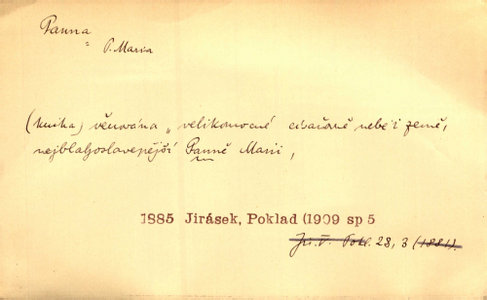 Panna
P. Maria
(kniha) věnována „velikomocné císařovně nebe i země,
nejblahoslavenější Panně Marii,
1885 Jirásek, Poklad (1909 sp 5
Jir. V. Pokl. 28, 3 (1881).